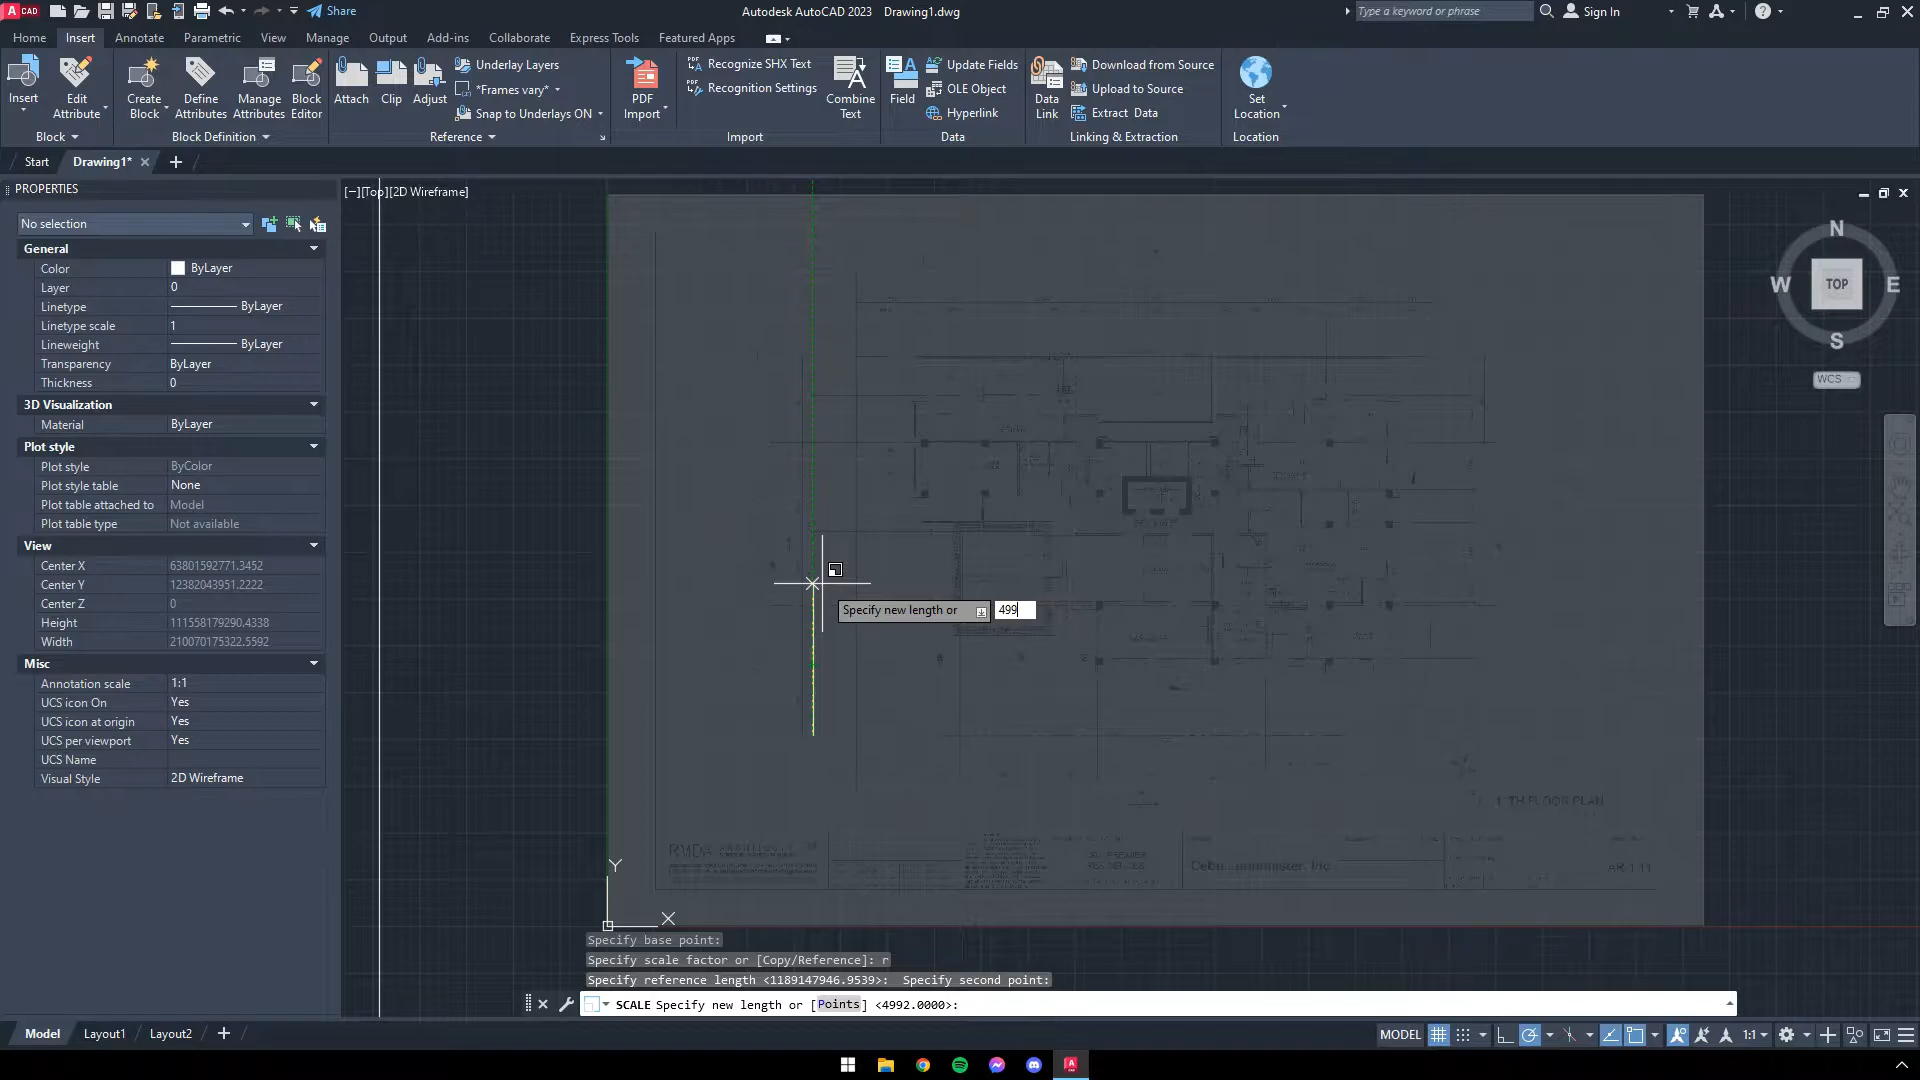 CAD
Share
Autodesk AutoCAD 2023 Drawing1.dwg
Type a keyword or phrase
Sign In
Home
Insert
Annotate
Parametric
View
Manage
Output
Add-ins
Collaborate
Express Tools
Featured Apps
Insert
Edit
Attribute
Block
Create
Block
Define
Attributes
Manage
Attributes
Block
Editor
Block Definition
Attach
Clip
Adjust
Underlay Layers
*Frames vary*
Snap to Underlays ON
Reference
PDF
Import
Recognize SHX Text
Recognition Settings
Combine
Text
Import
Field
Update Fields
OLE Object
Hyperlink
Data
Data
Link
Download from Source
Upload to Source
Extract Data
Linking & Extraction
Set
Location
Location
Start
Drawing1*
PROPERTIES
[−][Top][2D Wireframe]
No selection
General
Color ByLayer
Layer 0
Linetype ByLayer
Linetype scale 1
Lineweight ByLayer
Transparency ByLayer
Thickness 0
3D Visualization
Material ByLayer
Plot style
Plot style ByColor
Plot style table None
Plot table attached to Model
Plot table type Not available
View
Center X 63801592771.3452
Center Y 12382043951.2222
Center Z 0
Height 111558179290.4338
Width 210070175322.5592
Misc
Annotation scale 1:1
UCS icon On Yes
UCS icon at origin Yes
UCS per viewport Yes
UCS Name
Visual Style 2D Wireframe
N
W TOP E
S
WCS
Specify new length or 499
TH FLOOR PLAN
Y
X
Specify base point:
Specify scale factor or [Copy/Reference]: r
Specify reference length <1189147946.9539>: Specify second point:
SCALE Specify new length or [Points] <4992.0000>:
Model
Layout1
Layout2
MODEL
1:1